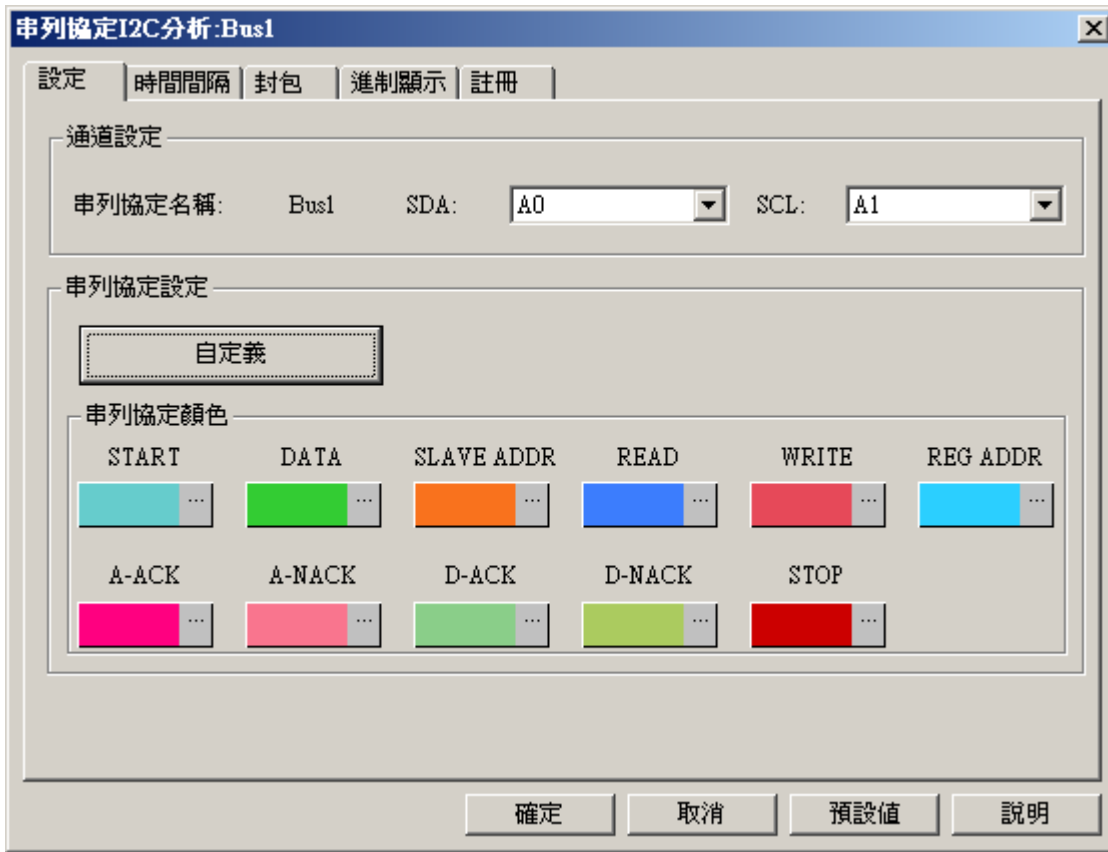 串列協定I2C分析:Bus1
設定 時間間隔 封包 進制顯示 註冊
通道設定
串列協定名稱: Bus1 SDA: A0 SCL: A1
串列協定設定
自定義
串列協定顏色
START DATA SLAVE ADDR READ WRITE REG ADDR
... ... ... ... ... ...
A-ACK A-NACK D-ACK D-NACK STOP
... ... ... ... ...
確定 取消 預設值 說明